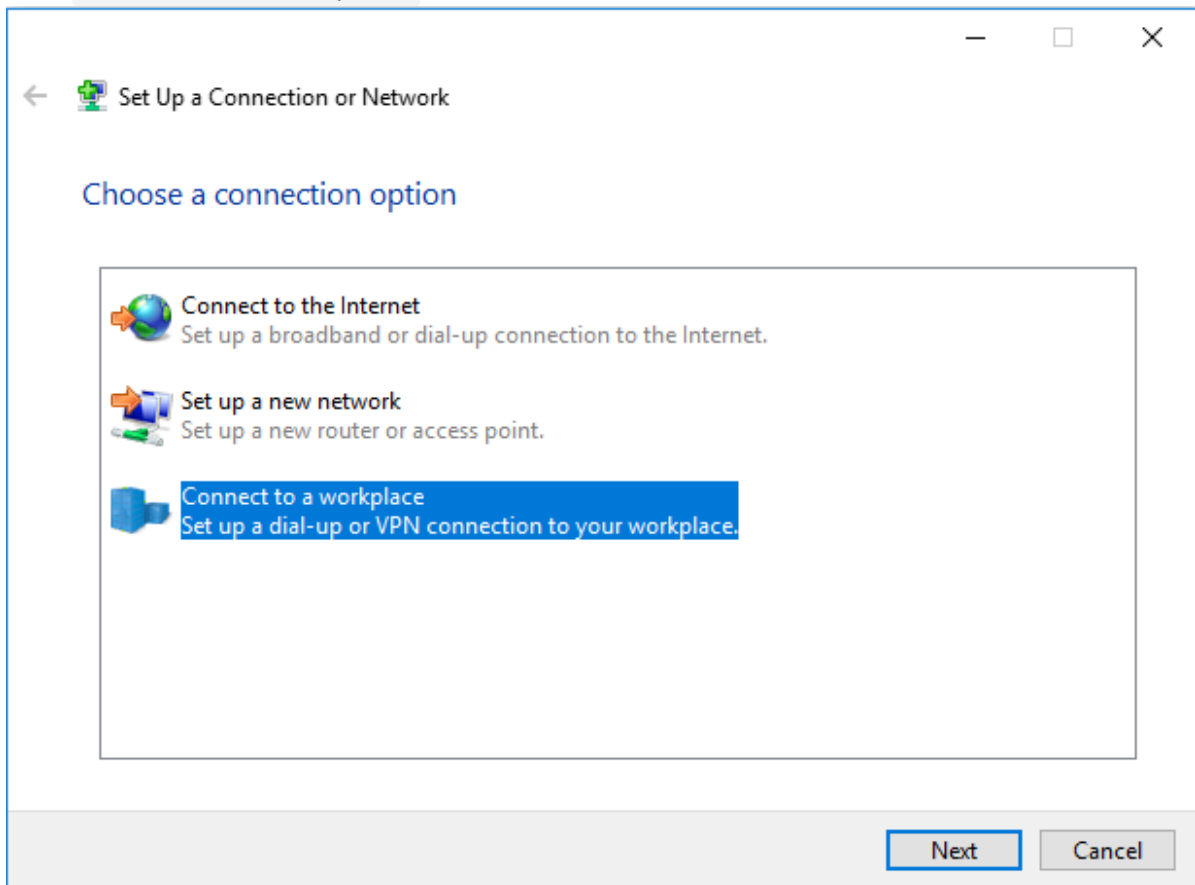 Set Up a Connection or Network
Choose a connection option
Connect to the Internet
Set up a broadband or dial-up connection to the Internet.
Set up a new network
Set up a new router or access point.
Connect to a workplace
Set up a dial-up or VPN connection to your workplace.
Next Cancel